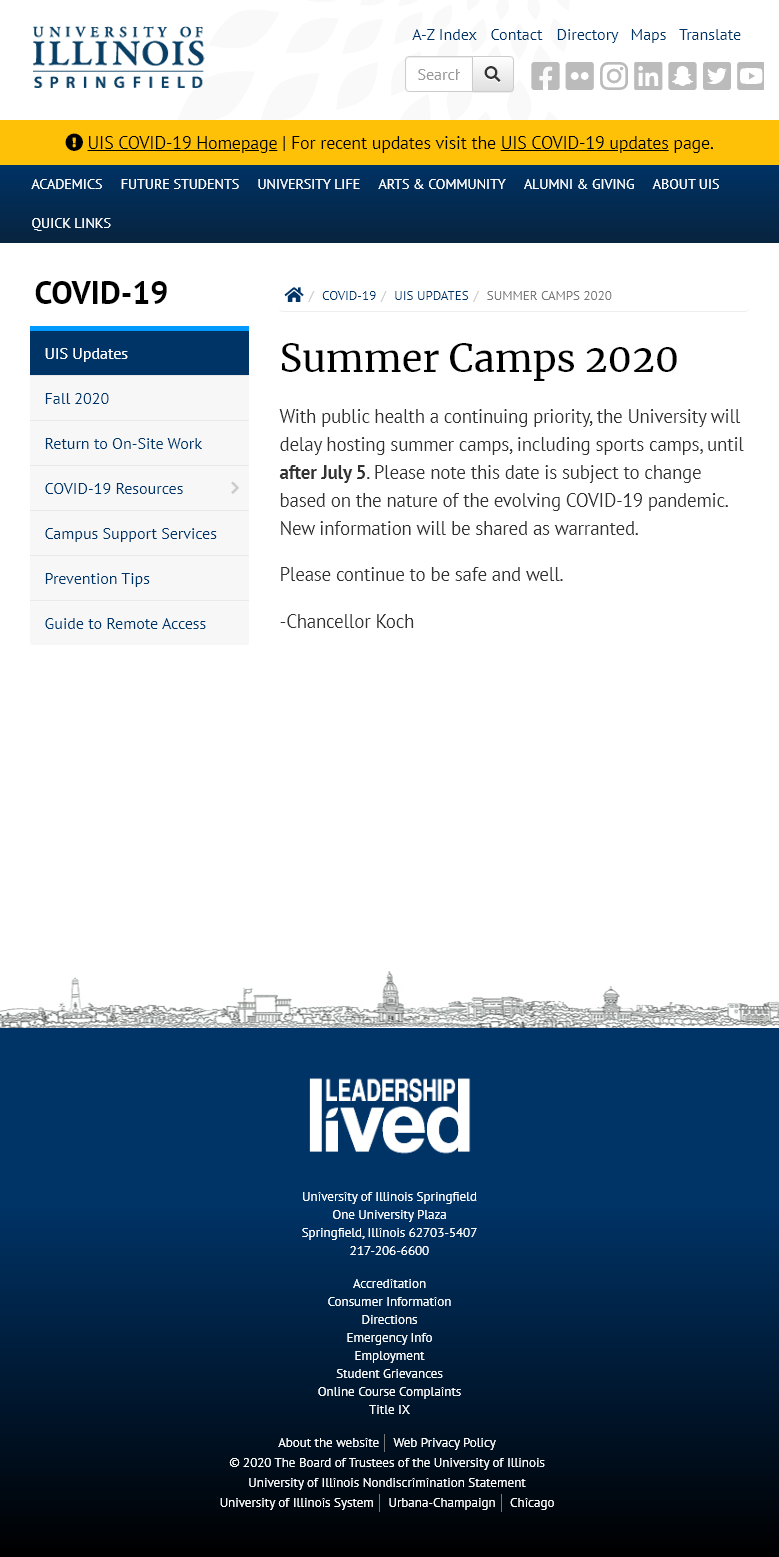 UNIVERSITY OF
ILLINOIS
SPRINGFIELD
A-Z Index Contact Directory Maps Translate
Search
UIS COVID-19 Homepage | For recent updates visit the UIS COVID-19 updates page.
ACADEMICS FUTURE STUDENTS UNIVERSITY LIFE ARTS & COMMUNITY ALUMNI & GIVING ABOUT UIS
QUICK LINKS
COVID-19
UIS Updates
Fall 2020
Return to On-Site Work
COVID-19 Resources
Campus Support Services
Prevention Tips
Guide to Remote Access
/ COVID-19 / UIS UPDATES / SUMMER CAMPS 2020
Summer Camps 2020
With public health a continuing priority, the University will
delay hosting summer camps, including sports camps, until
after July 5. Please note this date is subject to change
based on the nature of the evolving COVID-19 pandemic.
New information will be shared as warranted.
Please continue to be safe and well.
-Chancellor Koch
LEADERSHIP
lived
University of Illinois Springfield
One University Plaza
Springfield, Illinois 62703-5407
217-206-6600
Accreditation
Consumer Information
Directions
Emergency Info
Employment
Student Grievances
Online Course Complaints
Title IX
About the website | Web Privacy Policy
© 2020 The Board of Trustees of the University of Illinois
University of Illinois Nondiscrimination Statement
University of Illinois System | Urbana-Champaign | Chicago